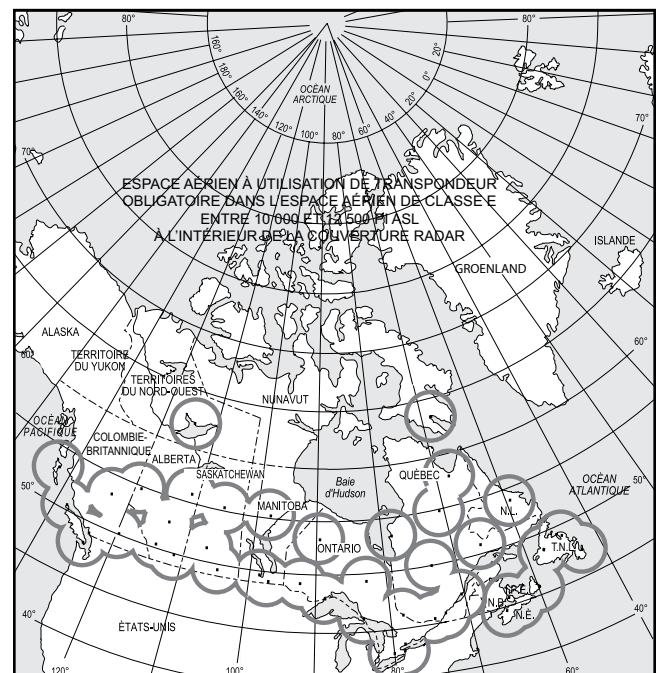 80°
80°
160°
180°
160°
140°
120°
100°
80°
60°
40°
20°
0°
20°
OCÉAN
ARCTIQUE
70°
70°
ESPACE AÉRIEN À UTILISATION DE TRANSPONDEUR
OBLIGATOIRE DANS L'ESPACE AÉRIEN DE CLASSE E
ENTRE 10 000 ET 12 500 PI ASL
À L'INTÉRIEUR DE LA COUVERTURE RADAR
ISLANDE
GROENLAND
ALASKA
60°
60°
TERRITOIRE
DU YUKON
TERRITOIRES
DU NORD-OUEST
NUNAVUT
OCÉAN
PACIFIQUE
COLOMBIE-
BRITANNIQUE
ALBERTA
SASKATCHEWAN
MANITOBA
Baie
d'Hudson
QUÉBEC
OCÉAN
ATLANTIQUE
50°
50°
N.L.
ONTARIO
T.N.L.
P.E.
N.B.
N.É.
40°
40°
ÉTATS-UNIS
120°
100°
80°
60°